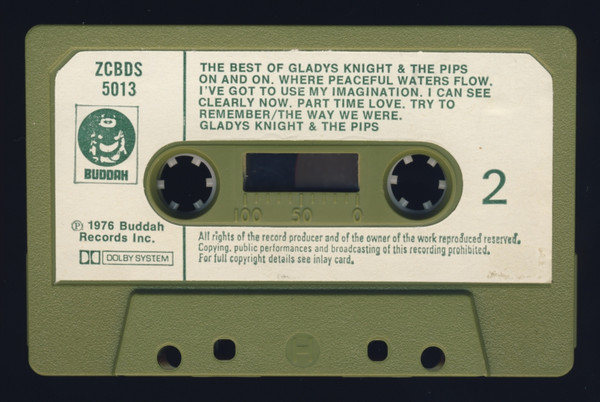 ZCBDS
5013
THE BEST OF GLADYS KNIGHT & THE PIPS
ON AND ON. WHERE PEACEFUL WATERS FLOW.
I'VE GOT TO USE MY IMAGINATION. I CAN SEE
CLEARLY NOW. PART TIME LOVE. TRY TO
REMEMBER/THE WAY WE WERE.
GLADYS KNIGHT & THE PIPS
BUDDAH
2
100 50 0
Ⓟ 1976 Buddah
Records Inc.
DOLBY SYSTEM
All rights of the record producer and of the owner of the work reproduced reserved.
Copying, public performances and broadcasting of this recording prohibited.
For full copyright details see inlay card.